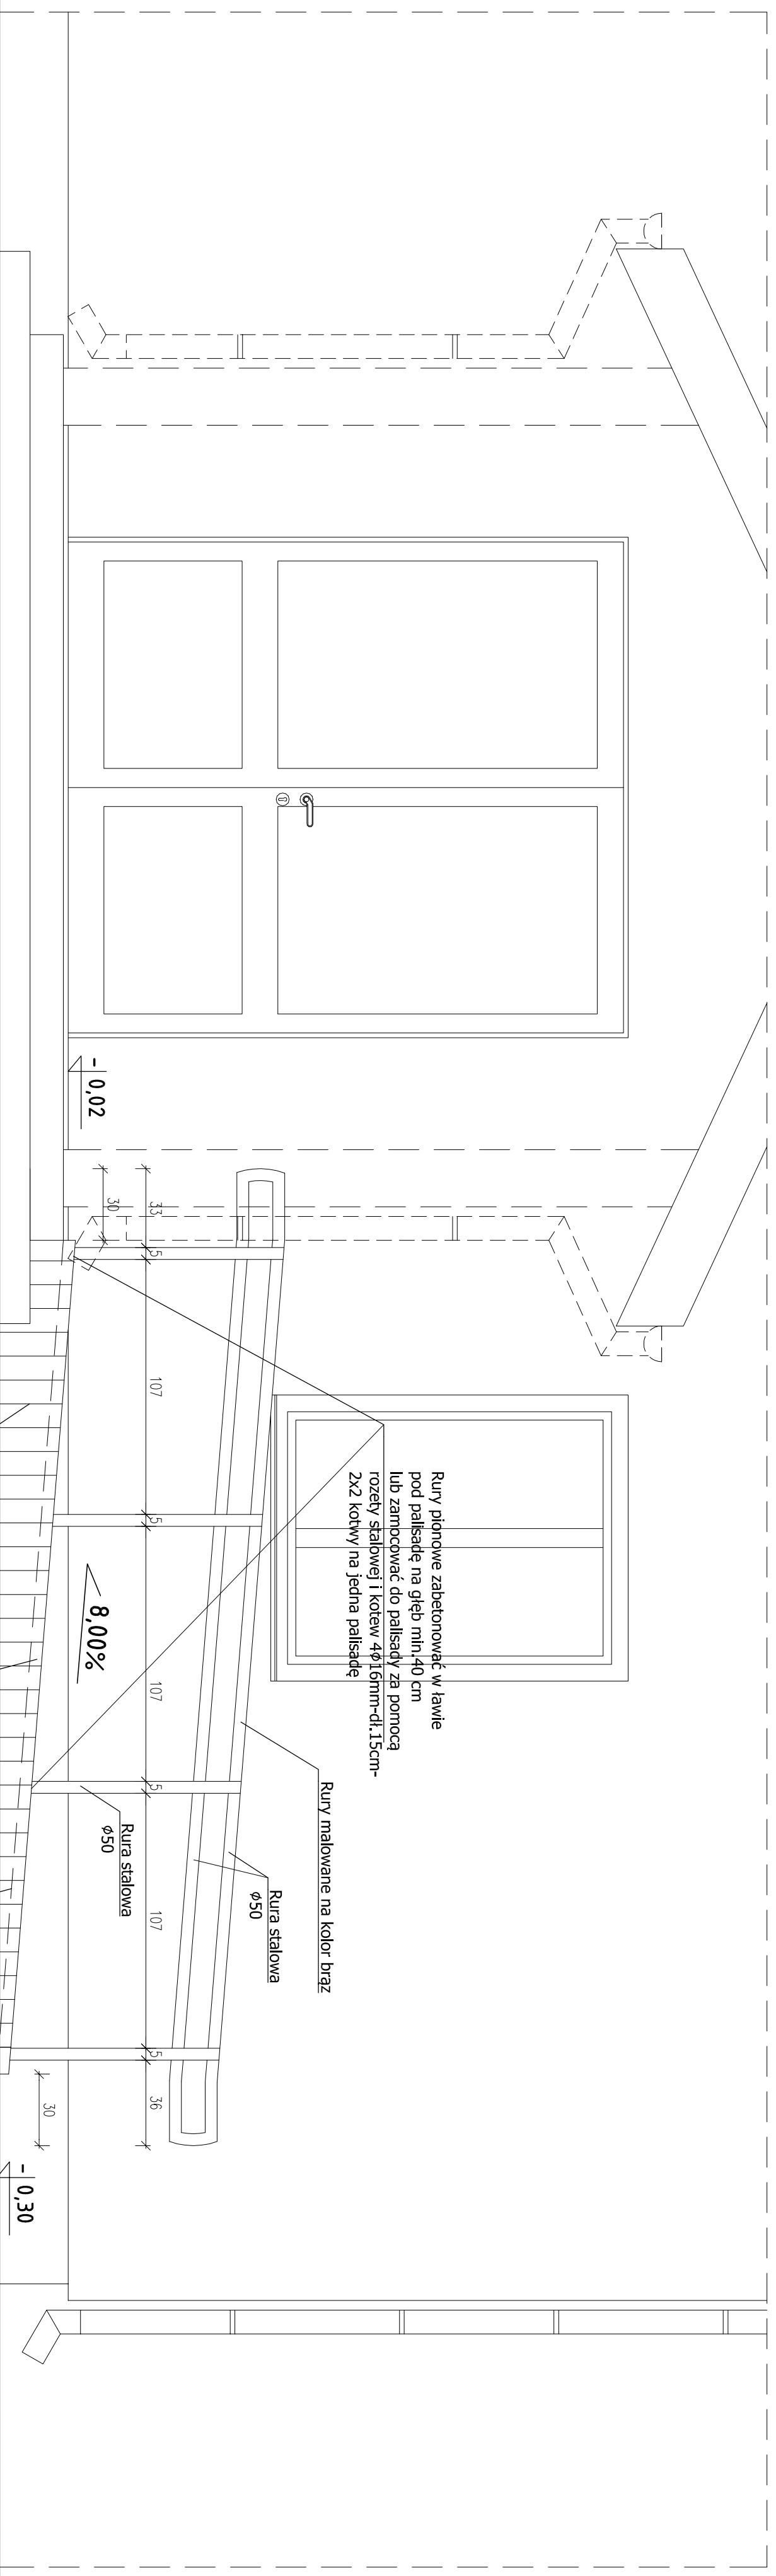 Rury pionowe zabetonować w ławie
pod palisadę na głęb min.40 cm
lub zamocować do palisady za pomocą
rozety stalowej i kotew 4ϕ16mm-dł.15cm-
2x2 kotwy na jedna palisadę
Rury malowane na kolor brąz
Rura stalowa
ϕ50
33
5
107
5
107
5
107
5
36
Rura stalowa
ϕ50
30
- 0,02
8,00%
30
- 0,30